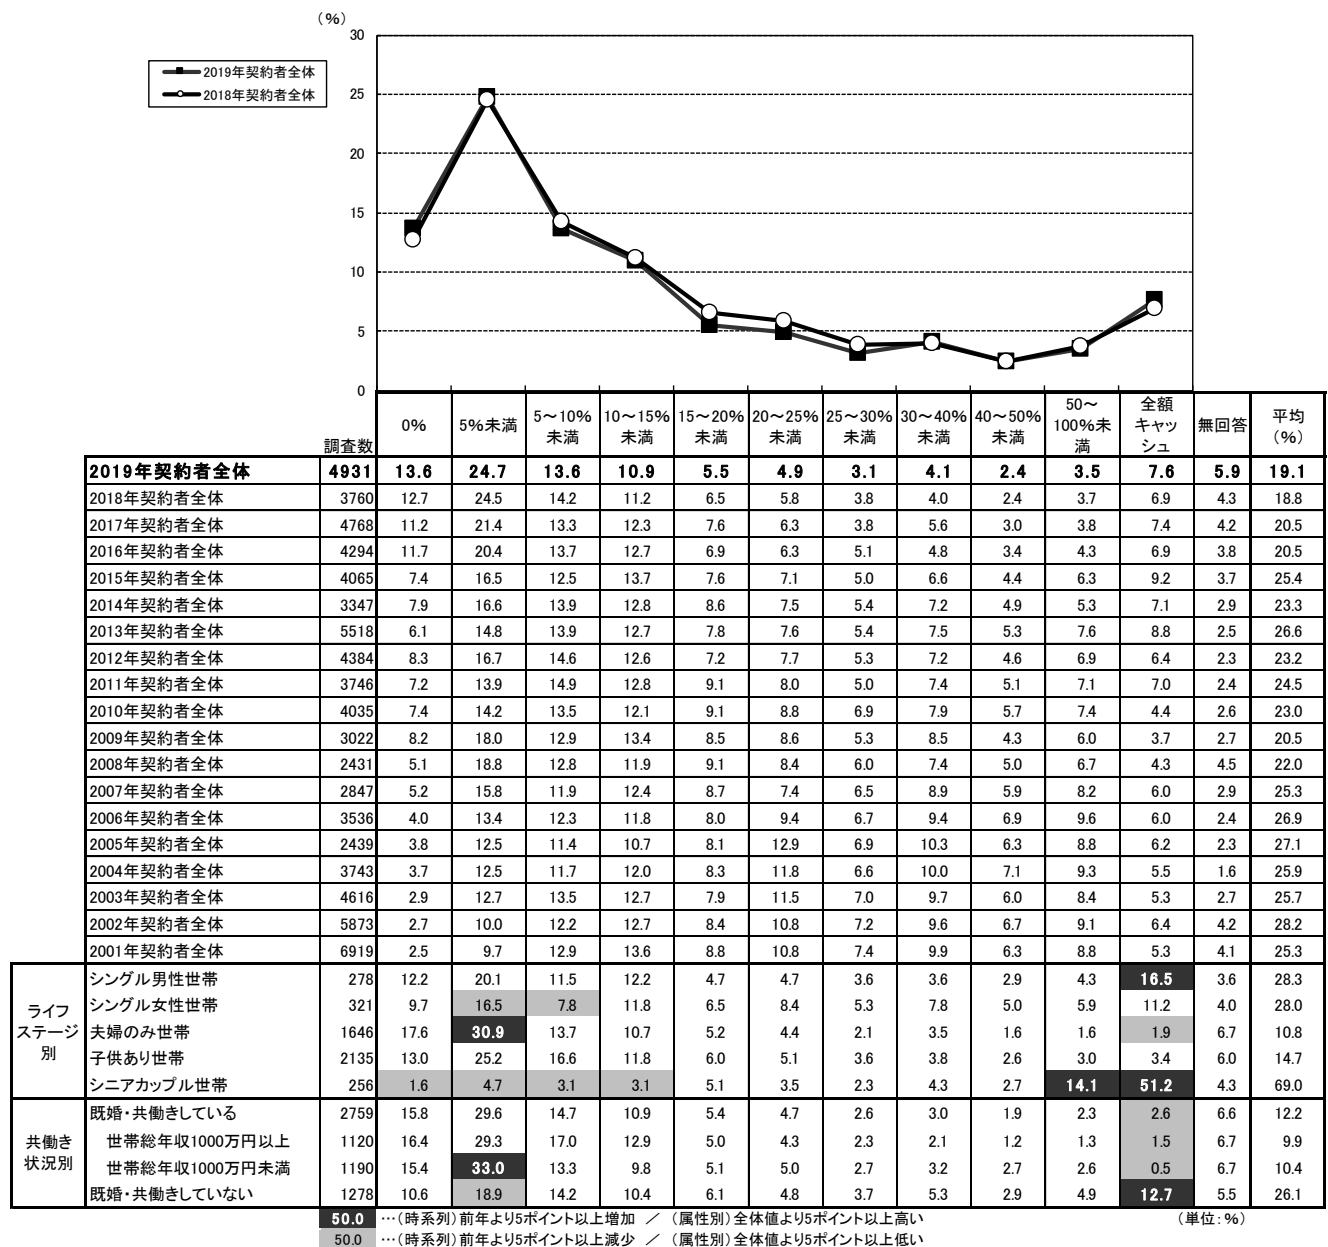 （％）
30
25
20
15
10
5
0
2019年契約者全体
2018年契約者全体
調査数 0% 5%未満 5～10%未満 10～15%未満 15～20%未満 20～25%未満 25～30%未満 30～40%未満 40～50%未満 50～100%未満 全額キャッシュ 無回答 平均（%）
2019年契約者全体 4931 13.6 24.7 13.6 10.9 5.5 4.9 3.1 4.1 2.4 3.5 7.6 5.9 19.1
2018年契約者全体 3760 12.7 24.5 14.2 11.2 6.5 5.8 3.8 4.0 2.4 3.7 6.9 4.3 18.8
2017年契約者全体 4768 11.2 21.4 13.3 12.3 7.6 6.3 3.8 5.6 3.0 3.8 7.4 4.2 20.5
2016年契約者全体 4294 11.7 20.4 13.7 12.7 6.9 6.3 5.1 4.8 3.4 4.3 6.9 3.8 20.5
2015年契約者全体 4065 7.4 16.5 12.5 13.7 7.6 7.1 5.0 6.6 4.4 6.3 9.2 3.7 25.4
2014年契約者全体 3347 7.9 16.6 13.9 12.8 8.6 7.5 5.4 7.2 4.9 5.3 7.1 2.9 23.3
2013年契約者全体 5518 6.1 14.8 13.9 12.7 7.8 7.6 5.4 7.5 5.3 7.6 8.8 2.5 26.6
2012年契約者全体 4384 8.3 16.7 14.6 12.6 7.2 7.7 5.3 7.2 4.6 6.9 6.4 2.3 23.2
2011年契約者全体 3746 7.2 13.9 14.9 12.8 9.1 8.0 5.0 7.4 5.1 7.1 7.0 2.4 24.5
2010年契約者全体 4035 7.4 14.2 13.5 12.1 9.1 8.8 6.9 7.9 5.7 7.4 4.4 2.6 23.0
2009年契約者全体 3022 8.2 18.0 12.9 13.4 8.5 8.6 5.3 8.5 4.3 6.0 3.7 2.7 20.5
2008年契約者全体 2431 5.1 18.8 12.8 11.9 9.1 8.4 6.0 7.4 5.0 6.7 4.3 4.5 22.0
2007年契約者全体 2847 5.2 15.8 11.9 12.4 8.7 7.4 6.5 8.9 5.9 8.2 6.0 2.9 25.3
2006年契約者全体 3536 4.0 13.4 12.3 11.8 8.0 9.4 6.7 9.4 6.9 9.6 6.0 2.4 26.9
2005年契約者全体 2439 3.8 12.5 11.4 10.7 8.1 12.9 6.9 10.3 6.3 8.8 6.2 2.3 27.1
2004年契約者全体 3743 3.7 12.5 11.7 12.0 8.3 11.8 6.6 10.0 7.1 9.3 5.5 1.6 25.9
2003年契約者全体 4616 2.9 12.7 13.5 12.7 7.9 11.5 7.0 9.7 6.0 8.4 5.3 2.7 25.7
2002年契約者全体 5873 2.7 10.0 12.2 12.7 8.4 10.8 7.2 9.6 6.7 9.1 6.4 4.2 28.2
2001年契約者全体 6919 2.5 9.7 12.9 13.6 8.8 10.8 7.4 9.9 6.3 8.8 5.3 4.1 25.3
ライフステージ別
シングル男性世帯 278 12.2 20.1 11.5 12.2 4.7 4.7 3.6 3.6 2.9 4.3 16.5 3.6 28.3
シングル女性世帯 321 9.7 16.5 7.8 11.8 6.5 8.4 5.3 7.8 5.0 5.9 11.2 4.0 28.0
夫婦のみ世帯 1646 17.6 30.9 13.7 10.7 5.2 4.4 2.1 3.5 1.6 1.6 1.9 6.7 10.8
子供あり世帯 2135 13.0 25.2 16.6 11.8 6.0 5.1 3.6 3.8 2.6 3.0 3.4 6.0 14.7
シニアカップル世帯 256 1.6 4.7 3.1 3.1 5.1 3.5 2.3 4.3 2.7 14.1 51.2 4.3 69.0
共働き状況別
既婚・共働きしている 2759 15.8 29.6 14.7 10.9 5.4 4.7 2.6 3.0 1.9 2.3 2.6 6.6 12.2
世帯総年収1000万円以上 1120 16.4 29.3 17.0 12.9 5.0 4.3 2.3 2.1 1.2 1.3 1.5 6.7 9.9
世帯総年収1000万円未満 1190 15.4 33.0 13.3 9.8 5.1 5.0 2.7 3.2 2.7 2.6 0.5 6.7 10.4
既婚・共働きしていない 1278 10.6 18.9 14.2 10.4 6.1 4.8 3.7 5.3 2.9 4.9 12.7 5.5 26.1
50.0 …（時系列）前年より5ポイント以上増加 ／ （属性別）全体値より5ポイント以上高い （単位：％）
50.0 …（時系列）前年より5ポイント以上減少 ／ （属性別）全体値より5ポイント以上低い